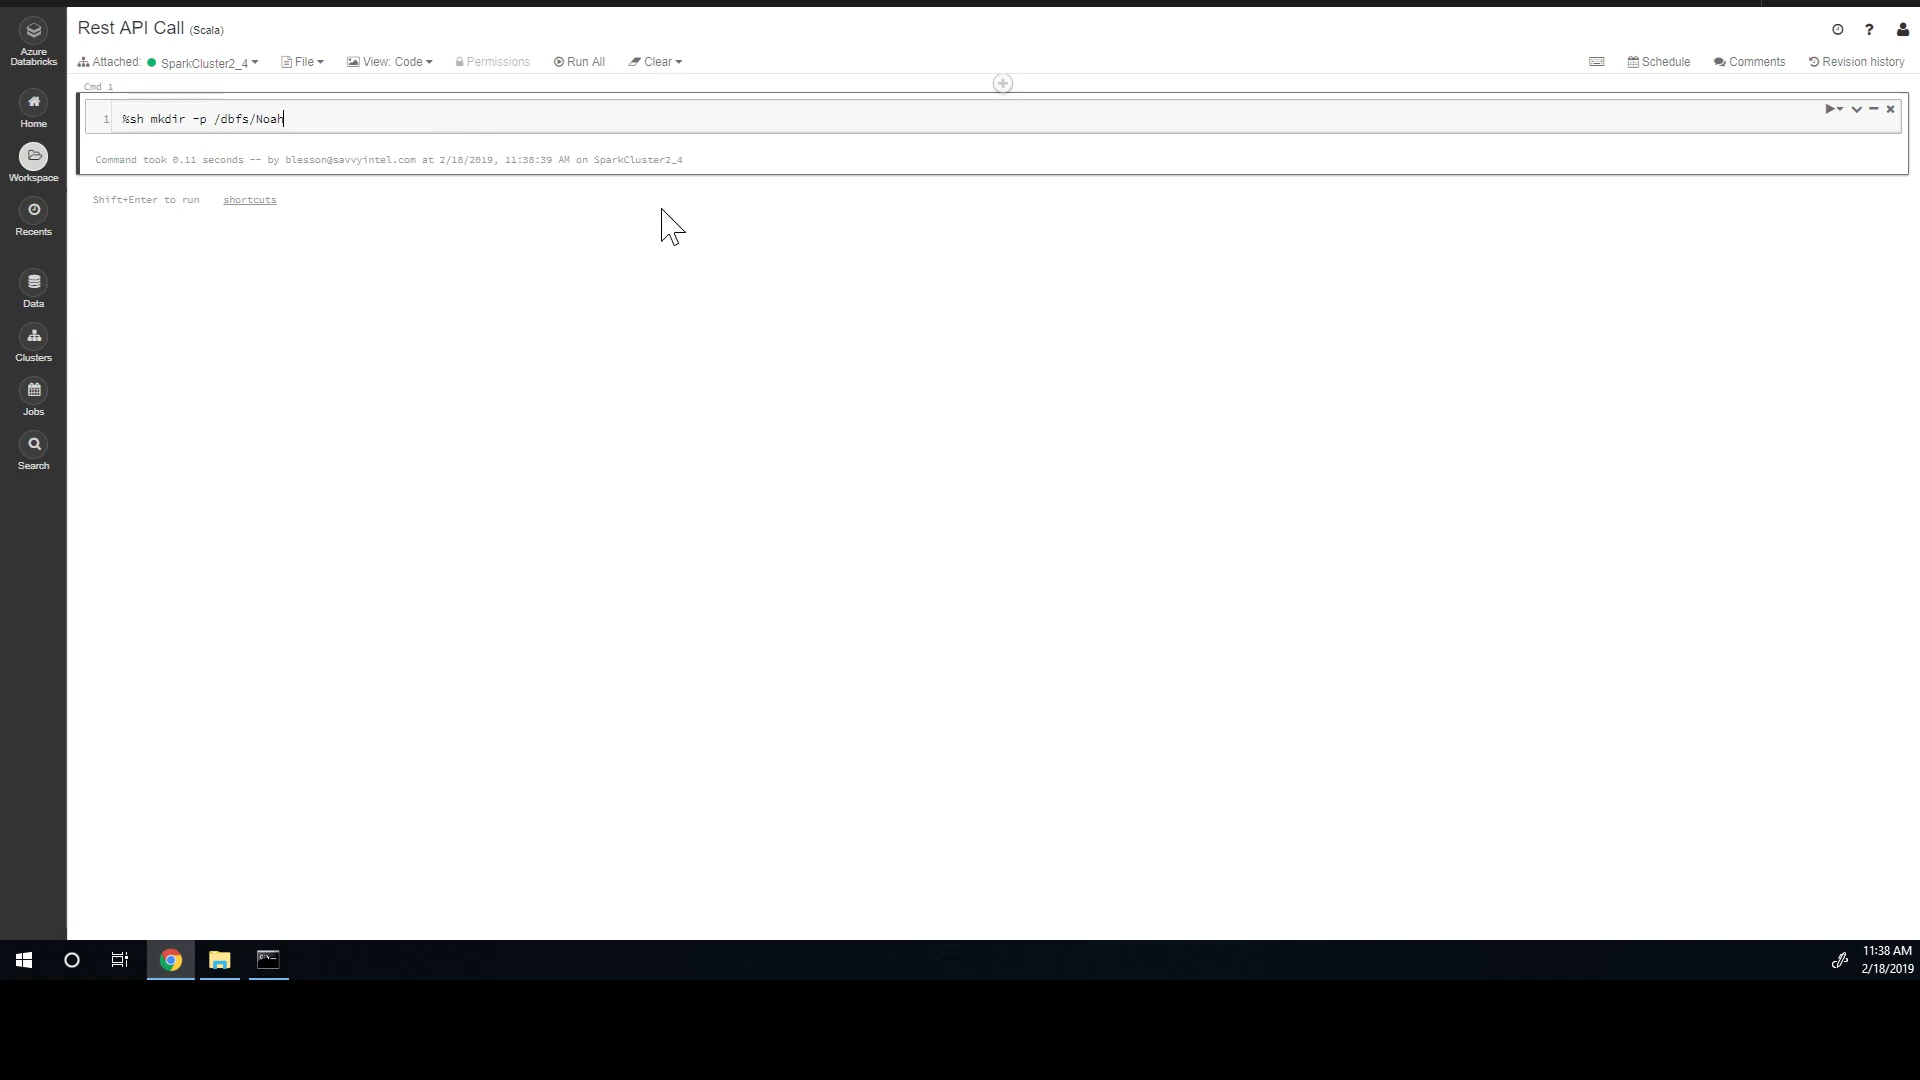 Rest API Call (Scala)
Azure
Databricks
Attached: SparkCluster2_4 File View: Code Permissions Run All Clear Schedule Comments Revision history
Cmd 1
1 %sh mkdir -p /dbfs/Noah
Command took 0.11 seconds -- by blesson@savvyintel.com at 2/18/2019, 11:38:39 AM on SparkCluster2_4
Shift+Enter to run shortcuts
Home
Workspace
Recents
Data
Clusters
Jobs
Search
11:38 AM
2/18/2019